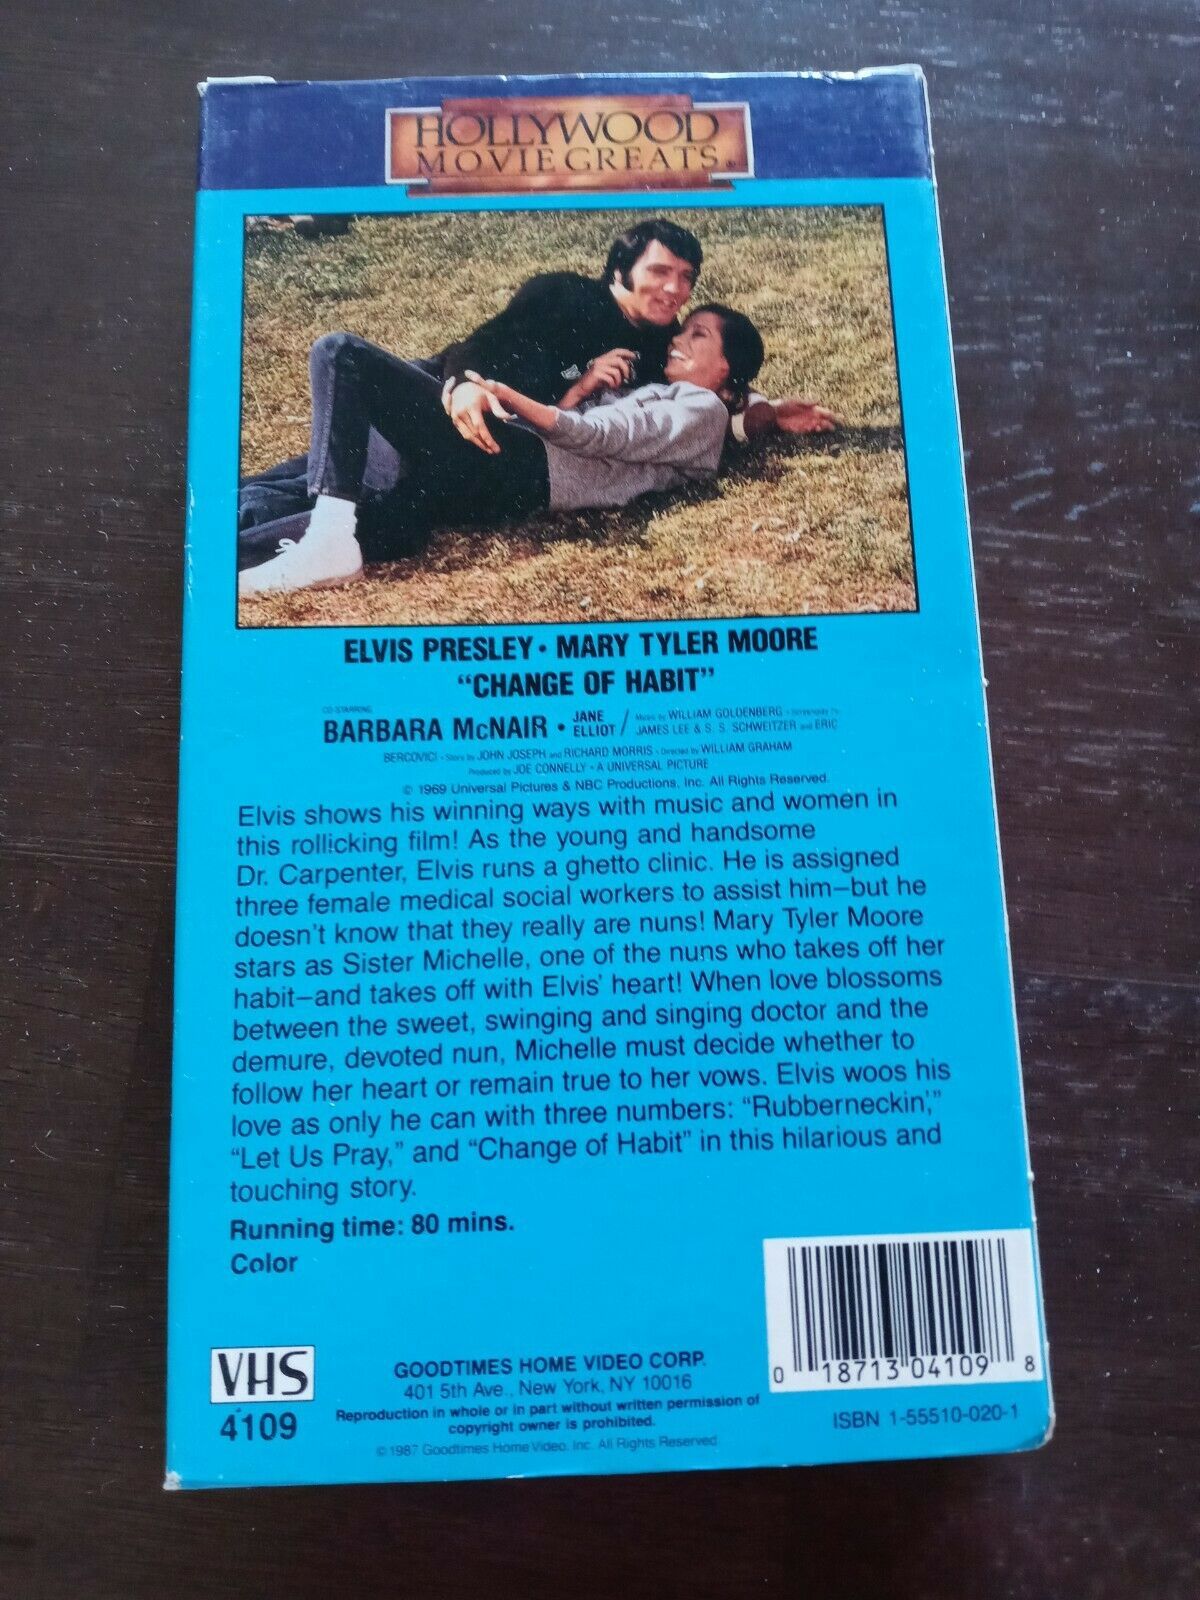 HOLLYWOOD
MOVIE GREATS®
ELVIS PRESLEY • MARY TYLER MOORE
“CHANGE OF HABIT”
CO-STARRING
BARBARA McNAIR • JANE ELLIOT / Music by WILLIAM GOLDENBERG • Screenplay by
JAMES LEE & S. S. SCHWEITZER and ERIC
BERCOVICI • Story by JOHN JOSEPH and RICHARD MORRIS • Directed by WILLIAM GRAHAM
Produced by JOE CONNELLY • A UNIVERSAL PICTURE
© 1969 Universal Pictures & NBC Productions, Inc. All Rights Reserved.
Elvis shows his winning ways with music and women in
this rollicking film! As the young and handsome
Dr. Carpenter, Elvis runs a ghetto clinic. He is assigned
three female medical social workers to assist him—but he
doesn't know that they really are nuns! Mary Tyler Moore
stars as Sister Michelle, one of the nuns who takes off her
habit—and takes off with Elvis' heart! When love blossoms
between the sweet, swinging and singing doctor and the
demure, devoted nun, Michelle must decide whether to
follow her heart or remain true to her vows. Elvis woos his
love as only he can with three numbers: “Rubberneckin',”
“Let Us Pray,” and “Change of Habit” in this hilarious and
touching story.
Running time: 80 mins.
Color
VHS
4109
GOODTIMES HOME VIDEO CORP.
401 5th Ave., New York, NY 10016
Reproduction in whole or in part without written permission of
copyright owner is prohibited.
© 1987 Goodtimes Home Video, Inc. All Rights Reserved
0 18713 04109 8
ISBN 1-55510-020-1